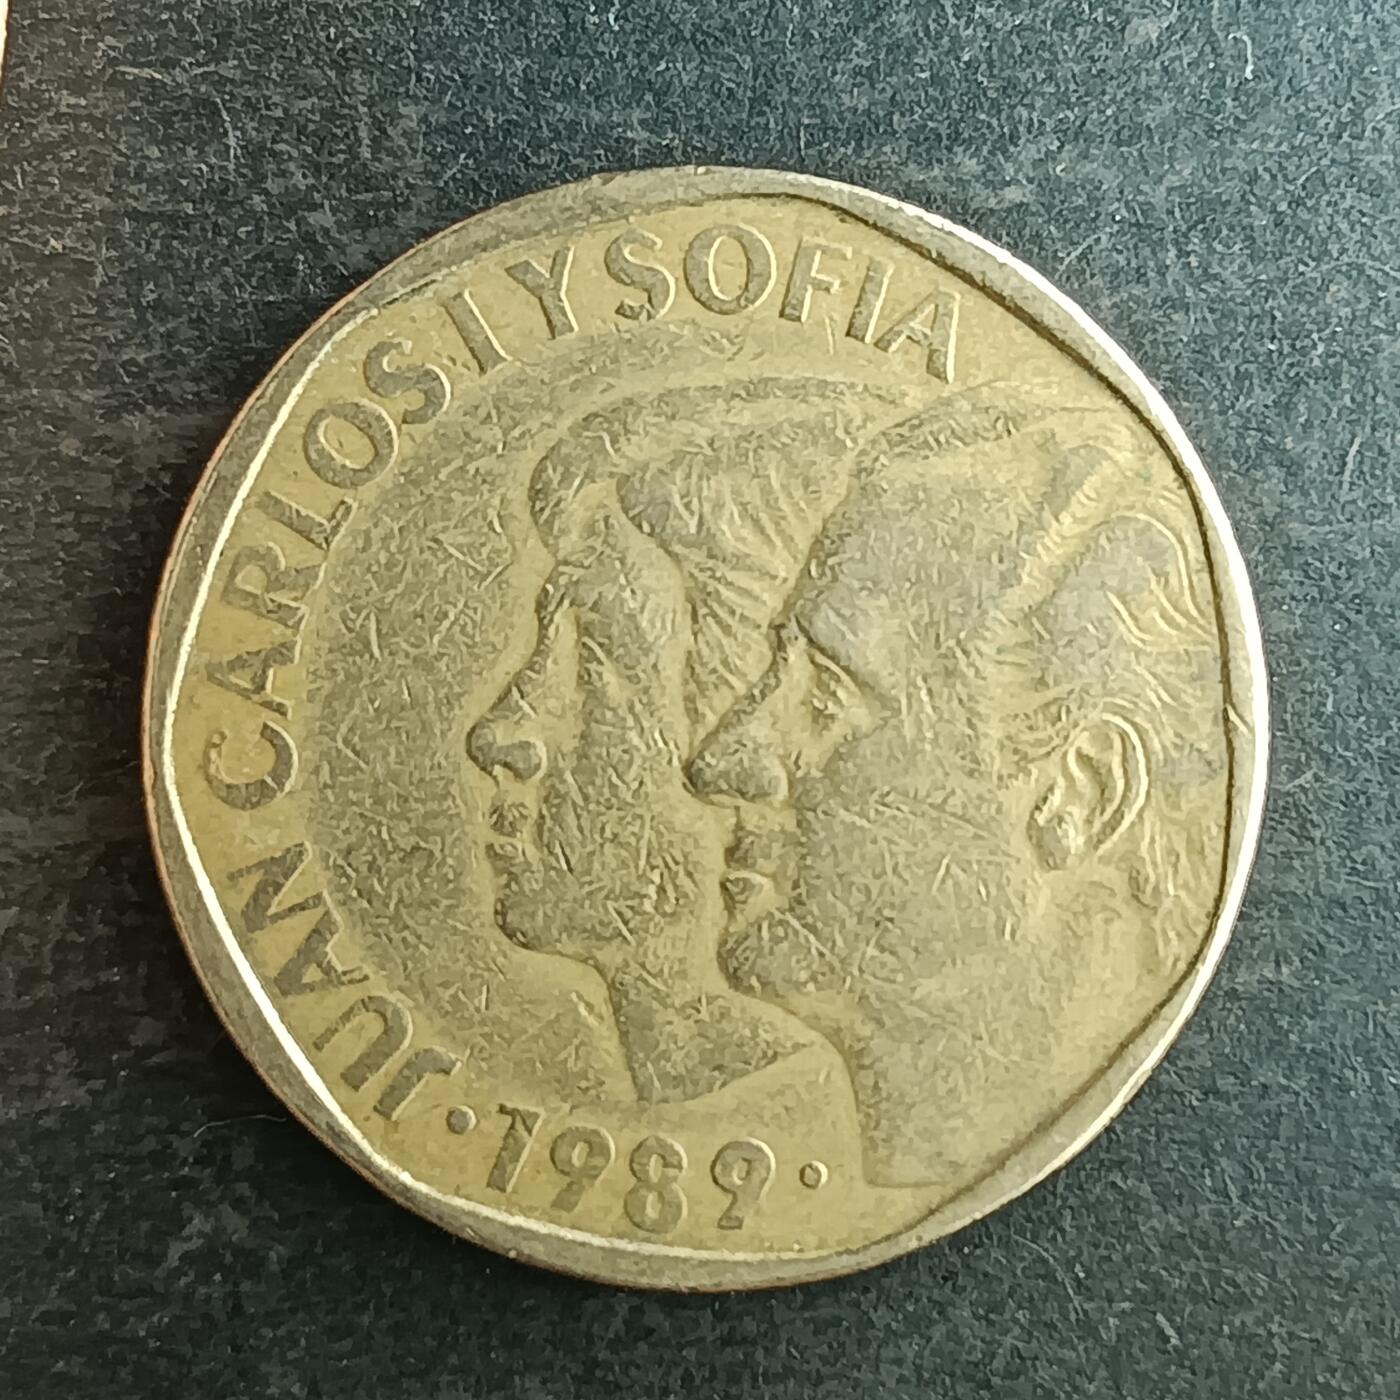 JUAN CARLOS I Y SOFIA
· 1989 ·